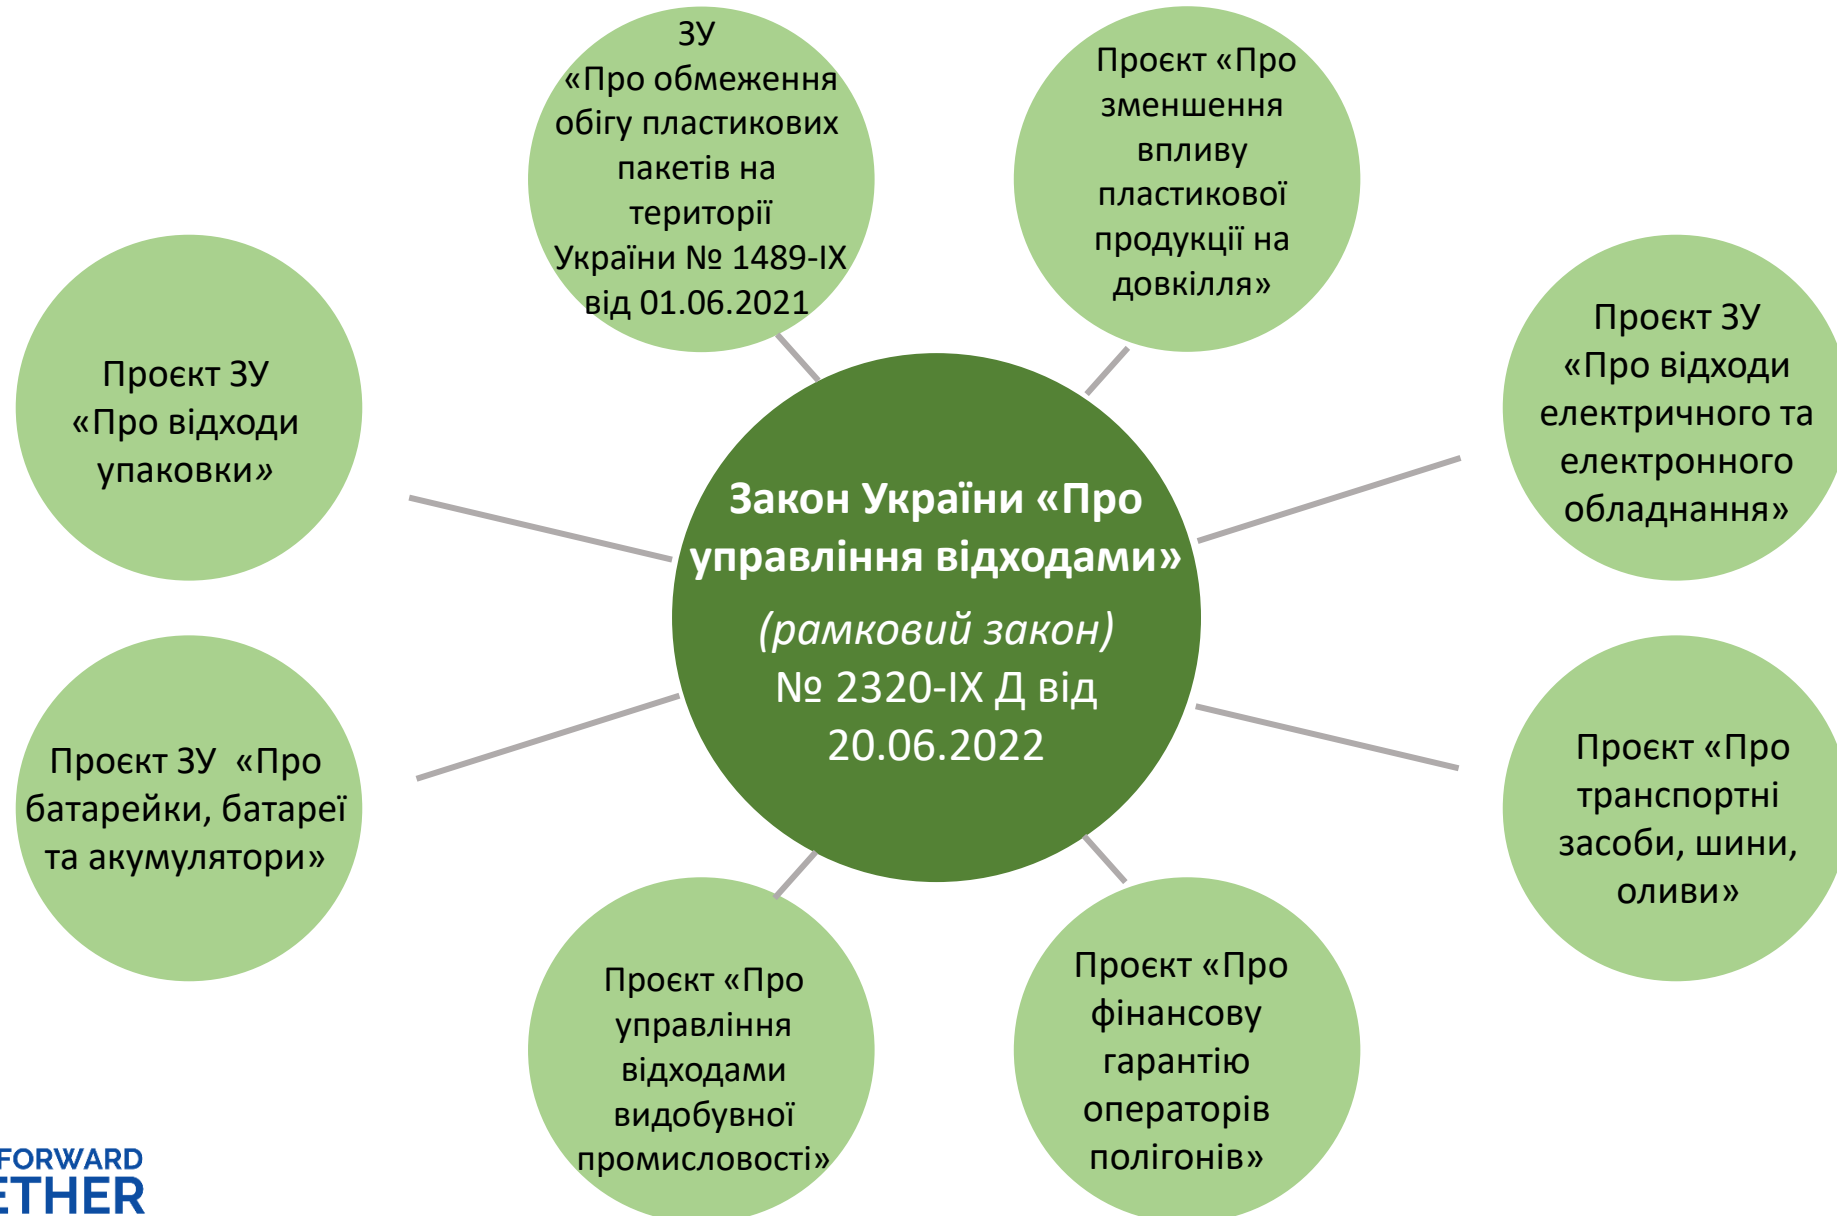 ЗУ
«Про обмеження
обігу пластикових
пакетів на
території
України № 1489-IX
від 01.06.2021
Проєкт «Про
зменшення
впливу
пластикової
продукції на
довкілля»
Проєкт ЗУ
«Про відходи
упаковки»
Проєкт ЗУ
«Про відходи
електричного та
електронного
обладнання»
Закон України «Про
управління відходами»
(рамковий закон)
№ 2320-IX Д від
20.06.2022
Проєкт ЗУ «Про
батарейки, батареї
та акумулятори»
Проєкт «Про
транспортні
засоби, шини,
оливи»
Проєкт «Про
управління
відходами
видобувної
промисловості»
Проєкт «Про
фінансову
гарантію
операторів
полігонів»
FORWARD
ETHER